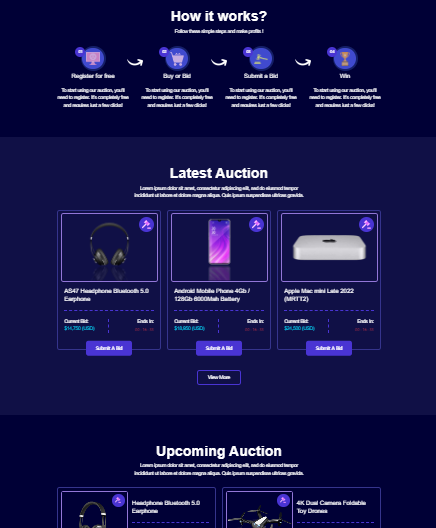 How it works?
Follow these simple steps and make profits !
Register for free
Buy or Bid
Submit a Bid
Win
To start using our auction, you'll
need to register. It's completely free
and requires just a few clicks!
To start using our auction, you'll
need to register. It's completely free
and requires just a few clicks!
To start using our auction, you'll
need to register. It's completely free
and requires just a few clicks!
To start using our auction, you'll
need to register. It's completely free
and requires just a few clicks!
Latest Auction
Lorem ipsum dolor sit amet, consectetur adipiscing elit, sed do eiusmod tempor
incididunt ut labore et dolore magna aliqua. Quis ipsum suspendisse ultrices gravida.
AS47 Headphone Bluetooth 5.0
Earphone
Current Bid:
Ends In:
$14,750 (USD)
Submit A Bid
Android Mobile Phone 4Gb /
128Gb 6000Mah Battery
Current Bid:
Ends In:
$18,950 (USD)
Submit A Bid
Apple Mac mini Late 2022
(MRTT2)
Current Bid:
Ends In:
$24,500 (USD)
Submit A Bid
View More
Upcoming Auction
Lorem ipsum dolor sit amet, consectetur adipiscing elit, sed do eiusmod tempor
incididunt ut labore et dolore magna aliqua. Quis ipsum suspendisse ultrices gravida.
Headphone Bluetooth 5.0
Earphone
4K Dual Camera Foldable
Toy Drones